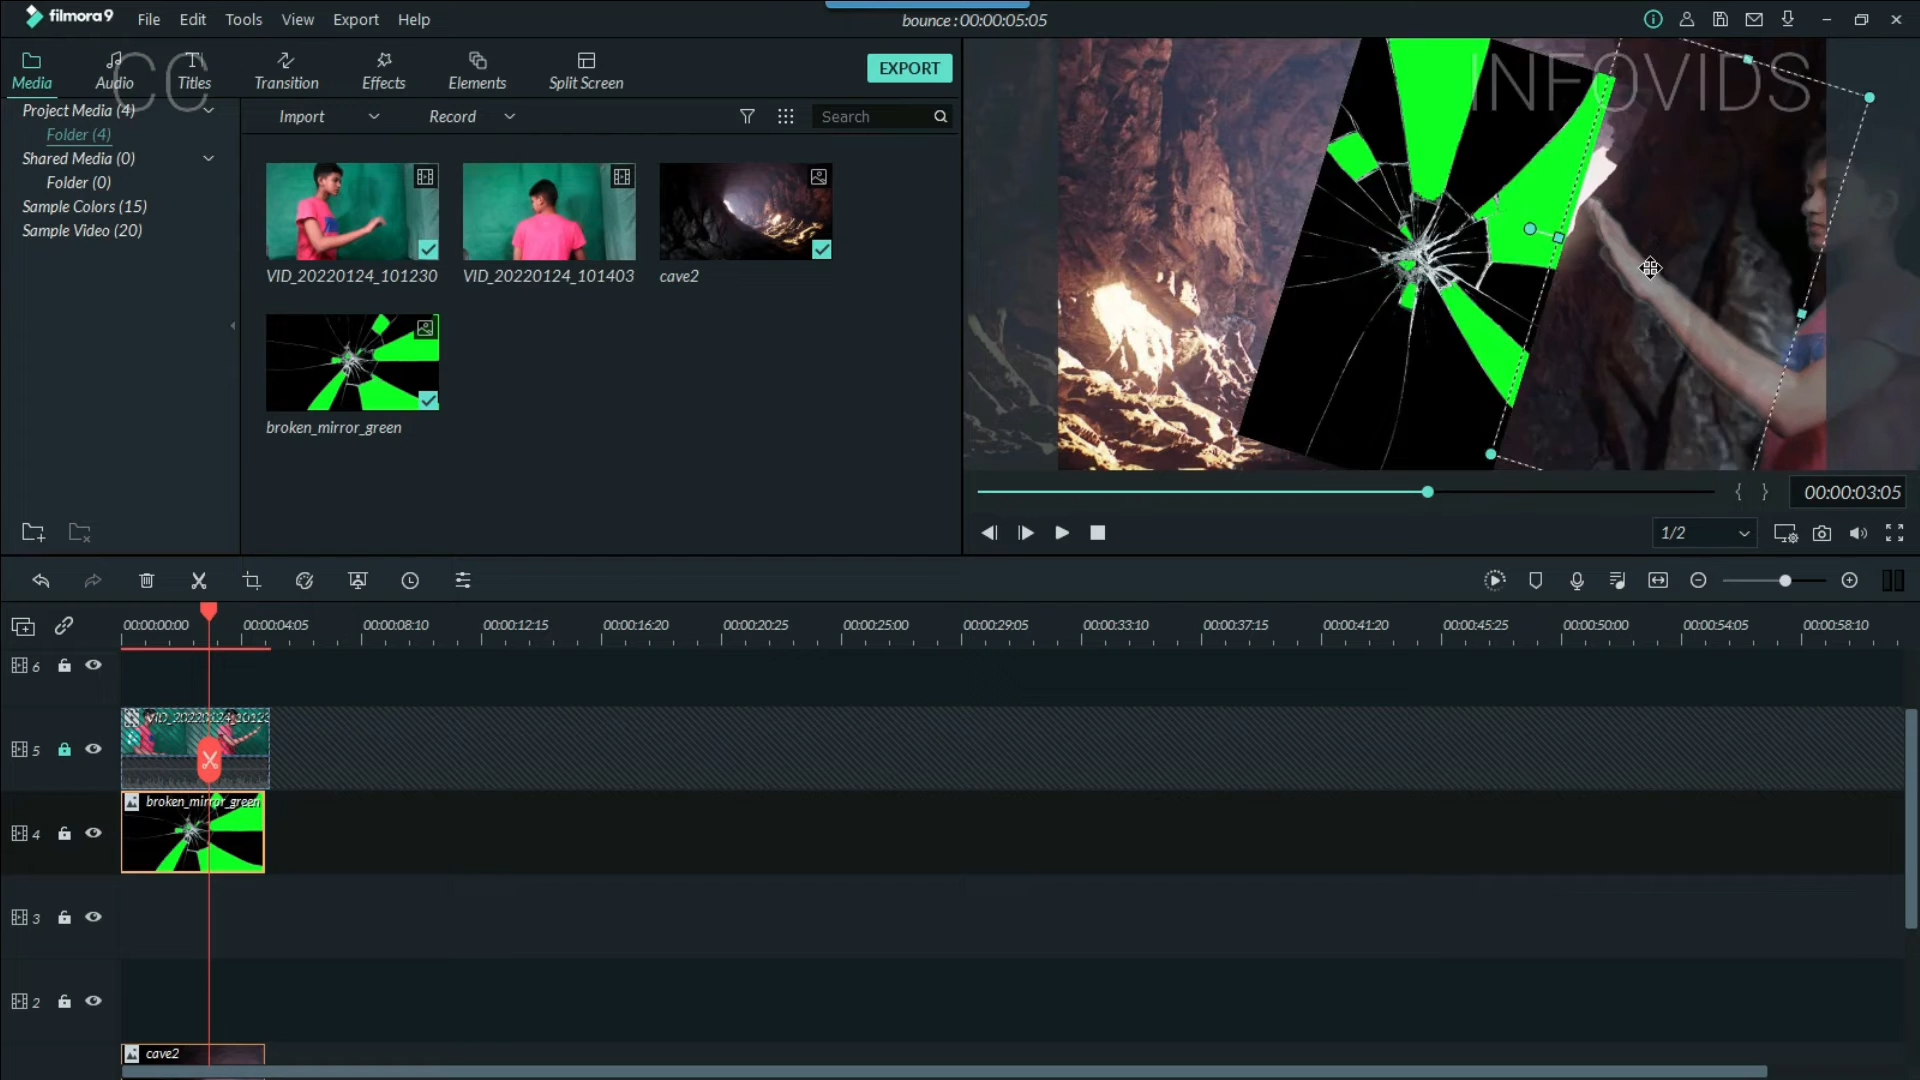 filmora9
File Edit Tools View Export Help
bounce : 00:00:05:05
Media Audio Titles Transition Effects Elements Split Screen
EXPORT
CC
INFOVIDS
Project Media (4)
Folder (4)
Shared Media (0)
Folder (0)
Sample Colors (15)
Sample Video (20)
Import
Record
Search
VID_20220124_101230
VID_20220124_101403
cave2
broken_mirror_green
{ }
00:00:03:05
1/2
00:00:00:00 00:00:04:05 00:00:08:10 00:00:12:15 00:00:16:20 00:00:20:25 00:00:25:00 00:00:29:05 00:00:33:10 00:00:37:15 00:00:41:20 00:00:45:25 00:00:50:00 00:00:54:05 00:00:58:10
6
VID_20220124_10123
5
broken_mirror_green
4
3
2
cave2